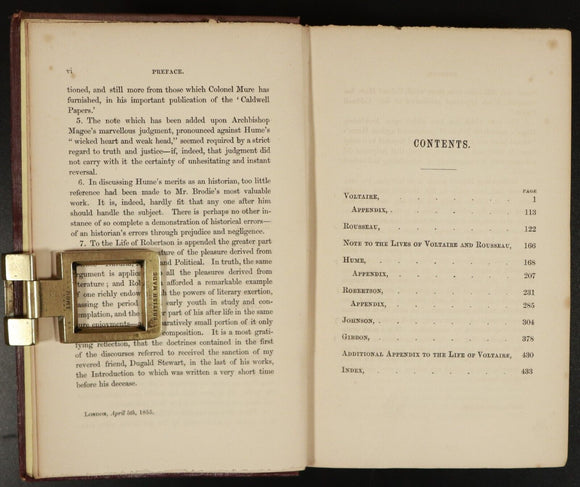 vi PREFACE.
tioned, and still more from those which Colonel Mure has
furnished, in his important publication of the ‘Caldwell
Papers.’
5. The note which has been added upon Archbishop
Magee's marvellous judgment, pronounced against Hume's
“wicked heart and weak head,” seemed required by a strict
regard to truth and justice—if, indeed, that judgment did
not carry with it the certainty of unhesitating and instant
reversal.
6. In discussing Hume's merits as an historian, too little
reference had been made to Mr. Brodie's most valuable
work. It is, indeed, hardly fit that any one after him
should handle the subject. There is perhaps no other in-
stance of so complete a demonstration of historical errors—
of an historian's errors through prejudice and negligence.
7. To the Life of Robertson is appended the greater part
ture of the pleasure derived from
and Political. In truth, the same
argument is applic all the pleasures derived from
terature; and Ro afforded a remarkable example
f one richly endow the powers of literary exertion,
assing the period early youth in study and con-
emplation, and the part of his after life in the same
ure enjoyments. aratively small portion of it only
composition. It is a most grati-
fying reflection, that the doctrines contained in the first
of the discourses referred to received the sanction of my
revered friend, Dugald Stewart, in the last of his works,
the Introduction to which was written a very short time
before his decease.
London, April 5th, 1855.
BRITISH MADE
CONTENTS.
PAGE
Voltaire, 1
Appendix, 113
Rousseau, 122
Note to the Lives of Voltaire and Rousseau, 166
Hume, 168
Appendix, 207
Robertson, 231
Appendix, 285
Johnson, 304
Gibbon, 378
Additional Appendix to the Life of Voltaire, 430
Index, 433